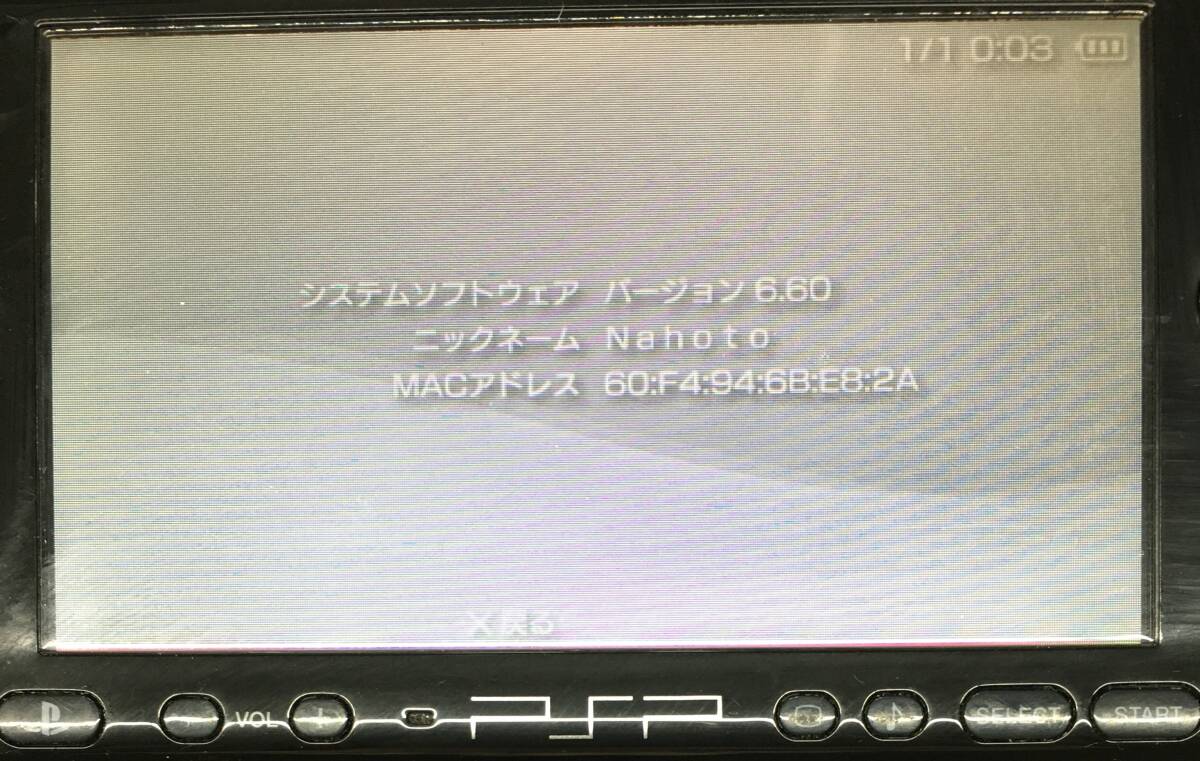 1/1 0:03
システムソフトウェア バージョン 6.60
ニックネーム Nahoto
MACアドレス 60:F4:94:6B:E8:2A
×戻る
VOL
PSP
SELECT
START